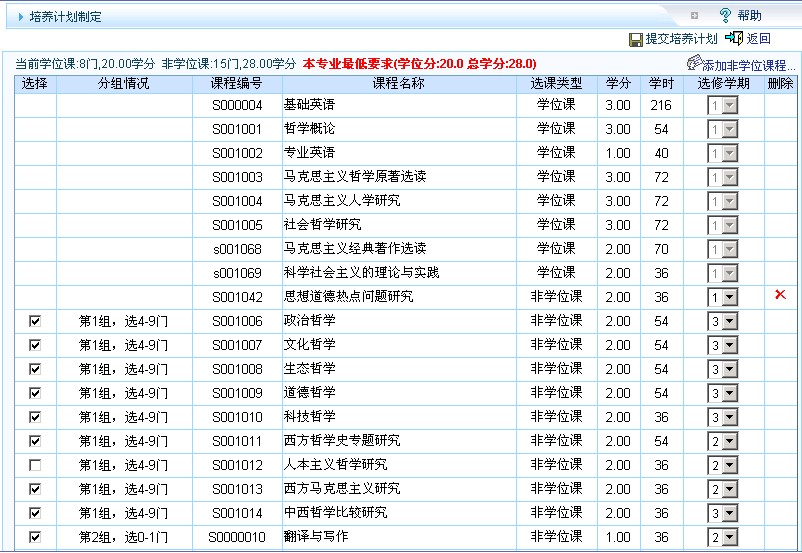 培养计划制定
帮助
提交培养计划 返回
当前学位课:8门,20.00学分 非学位课:15门,28.00学分 本专业最低要求(学位分:20.0 总学分:28.0)
添加非学位课程...
选择 分组情况 课程编号 课程名称 选课类型 学分 学时 选修学期 删除
S000004 基础英语 学位课 3.00 216 1
S001001 哲学概论 学位课 3.00 54 1
S001002 专业英语 学位课 1.00 40 1
S001003 马克思主义哲学原著选读 学位课 3.00 72 1
S001004 马克思主义人学研究 学位课 3.00 72 1
S001005 社会哲学研究 学位课 3.00 72 1
s001068 马克思主义经典著作选读 学位课 2.00 70 1
s001069 科学社会主义的理论与实践 学位课 2.00 36 1
S001042 思想道德热点问题研究 非学位课 2.00 36 1
第1组，选4-9门 S001006 政治哲学 非学位课 2.00 54 3
第1组，选4-9门 S001007 文化哲学 非学位课 2.00 54 3
第1组，选4-9门 S001008 生态哲学 非学位课 2.00 54 3
第1组，选4-9门 S001009 道德哲学 非学位课 2.00 54 3
第1组，选4-9门 S001010 科技哲学 非学位课 2.00 36 3
第1组，选4-9门 S001011 西方哲学史专题研究 非学位课 2.00 54 2
第1组，选4-9门 S001012 人本主义哲学研究 非学位课 2.00 36 2
第1组，选4-9门 S001013 西方马克思主义研究 非学位课 2.00 36 2
第1组，选4-9门 S001014 中西哲学比较研究 非学位课 2.00 36 3
第2组，选0-1门 S0000010 翻译与写作 非学位课 1.00 36 2